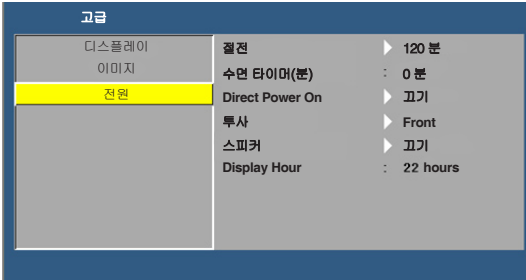 고급
디스플레이
이미지
전원
절전 120 분
수면 타이머(분) : 0 분
Direct Power On 끄기
투사 Front
스피커 끄기
Display Hour : 22 hours